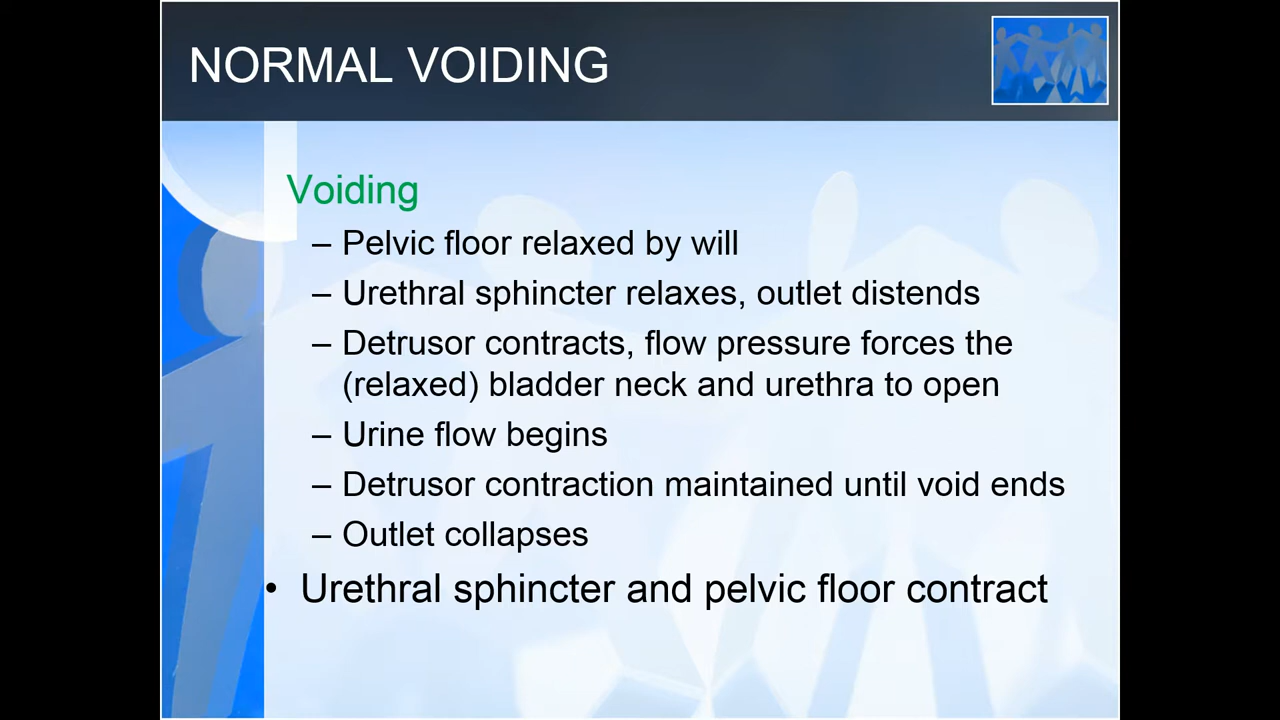 NORMAL VOIDING
Voiding
– Pelvic floor relaxed by will
– Urethral sphincter relaxes, outlet distends
– Detrusor contracts, flow pressure forces the
(relaxed) bladder neck and urethra to open
– Urine flow begins
– Detrusor contraction maintained until void ends
– Outlet collapses
• Urethral sphincter and pelvic floor contract